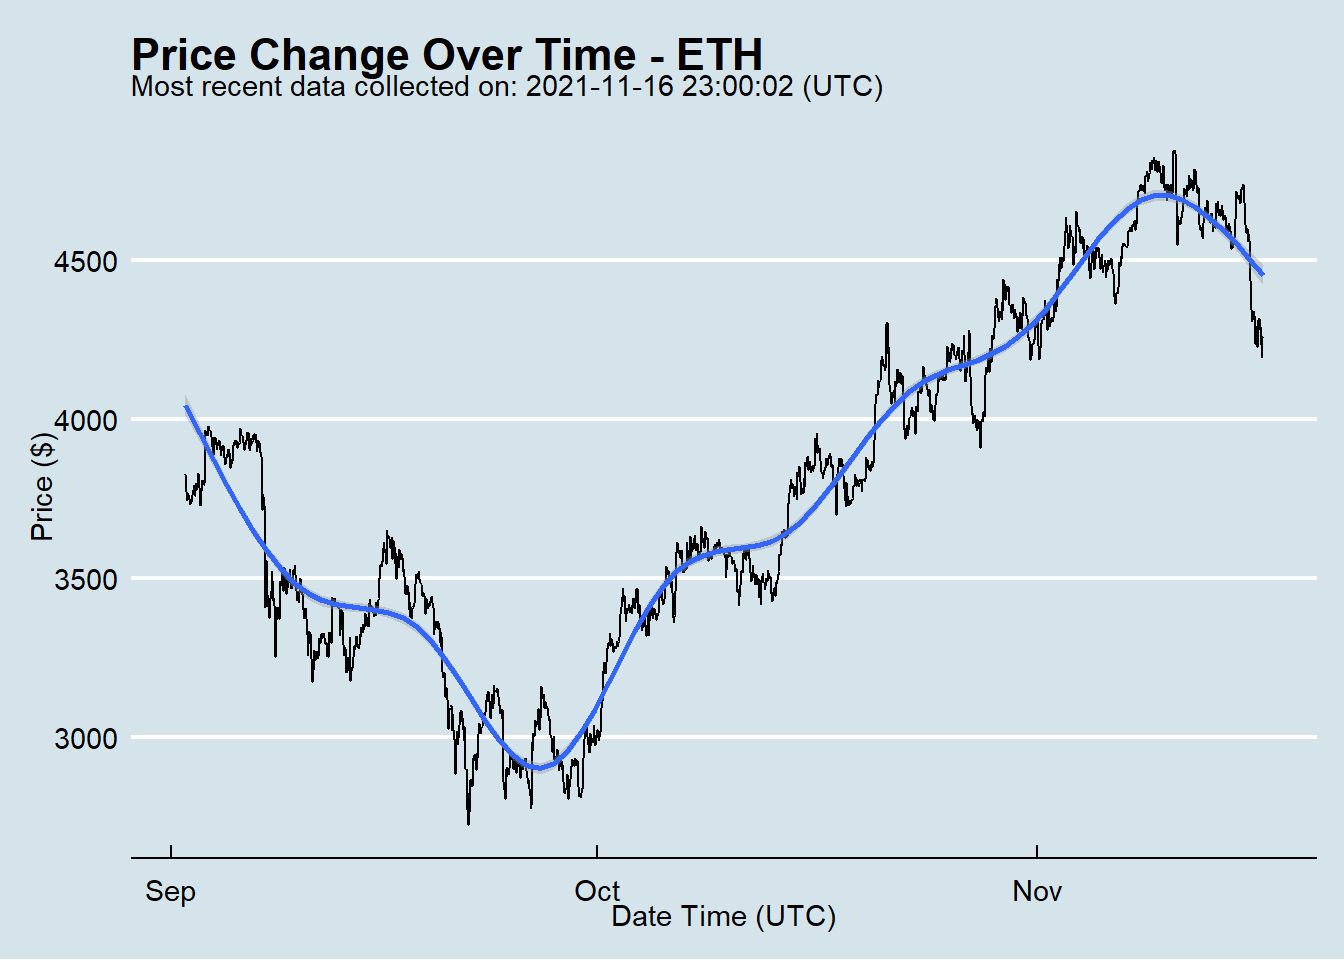 Price Change Over Time - ETH
Most recent data collected on: 2021-11-16 23:00:02 (UTC)
Price ($)
4500
4000
3500
3000
Sep
Oct
Nov
Date Time (UTC)